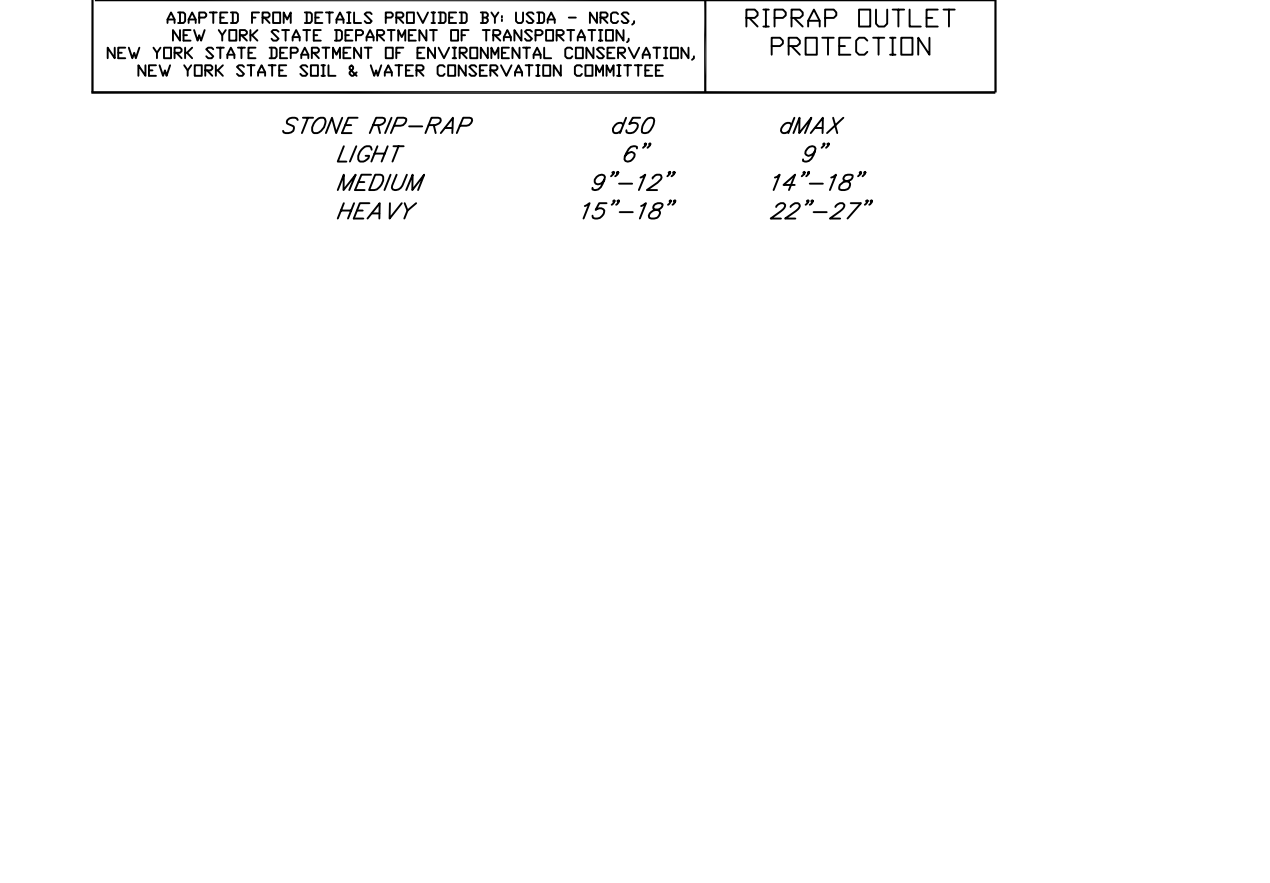 ADAPTED FROM DETAILS PROVIDED BY: USDA - NRCS,
NEW YORK STATE DEPARTMENT OF TRANSPORTATION,
NEW YORK STATE DEPARTMENT OF ENVIRONMENTAL CONSERVATION,
NEW YORK STATE SOIL & WATER CONSERVATION COMMITTEE
RIPRAP OUTLET
PROTECTION
STONE RIP-RAP d50 dMAX
LIGHT 6" 9"
MEDIUM 9"-12" 14"-18"
HEAVY 15"-18" 22"-27"